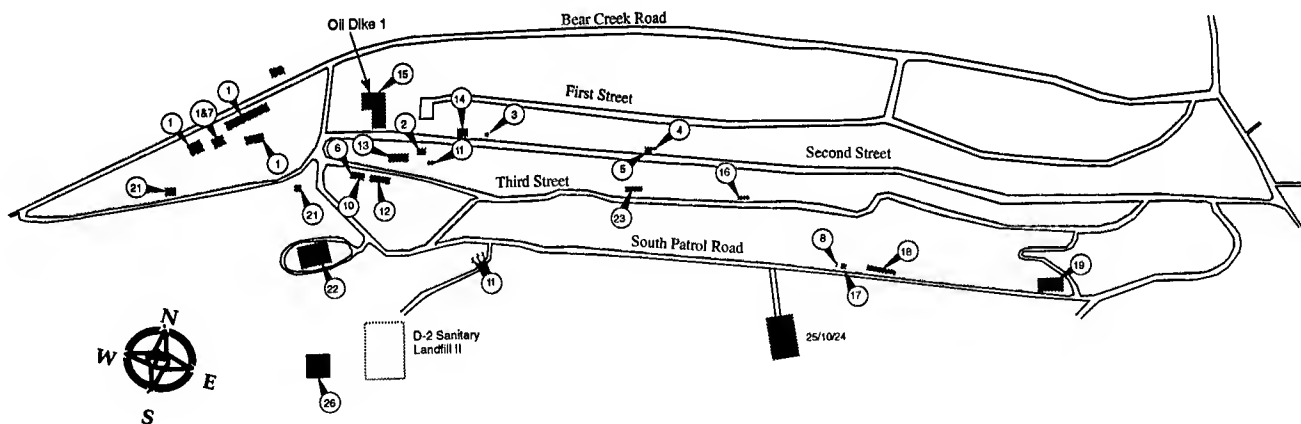 Bear Creek Road
Oil Dike 1
15
1
1&7
1
14
First Street
3
2
4
1
13
11
5
Second Street
6
16
Third Street
21
10
12
21
23
South Patrol Road
8
18
19
22
11
17
N
W
E
S
D-2 Sanitary
Landfill II
25/10/24
26